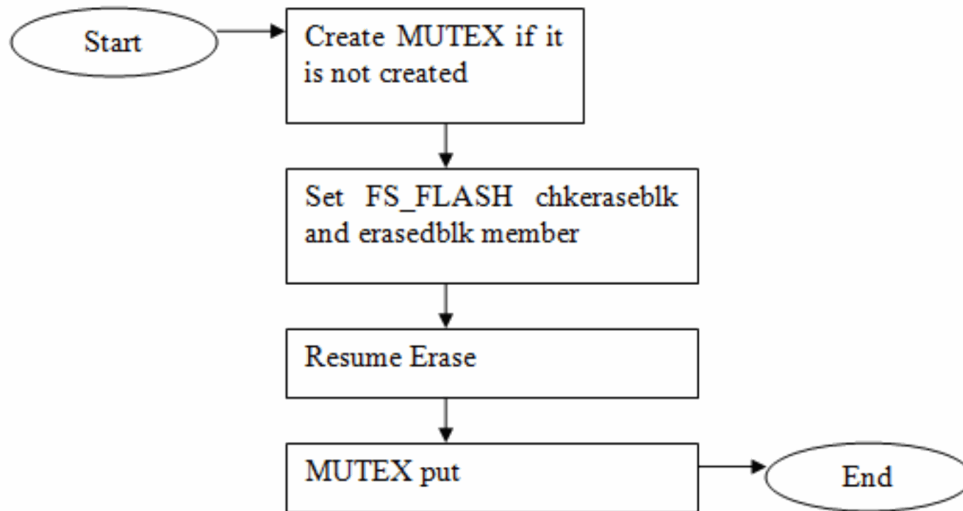 Start
Create MUTEX if it
is not created
Set FS_FLASH chkeraseblk
and erasedblk member
Resume Erase
MUTEX put
End